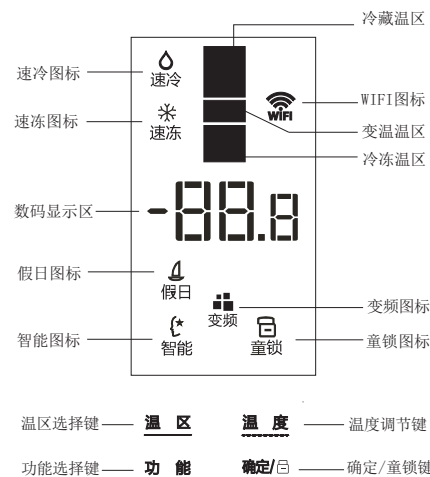 冷藏温区
速冷图标
速冷
WIFI图标
WiFi
速冻图标
速冻
变温温区
冷冻温区
数码显示区
-88.8
假日图标
假日
变频图标
变频
智能图标
智能
童锁
童锁图标
温区选择键 温 区 温 度 温度调节键
功能选择键 功 能 确定/ 确定/童锁键